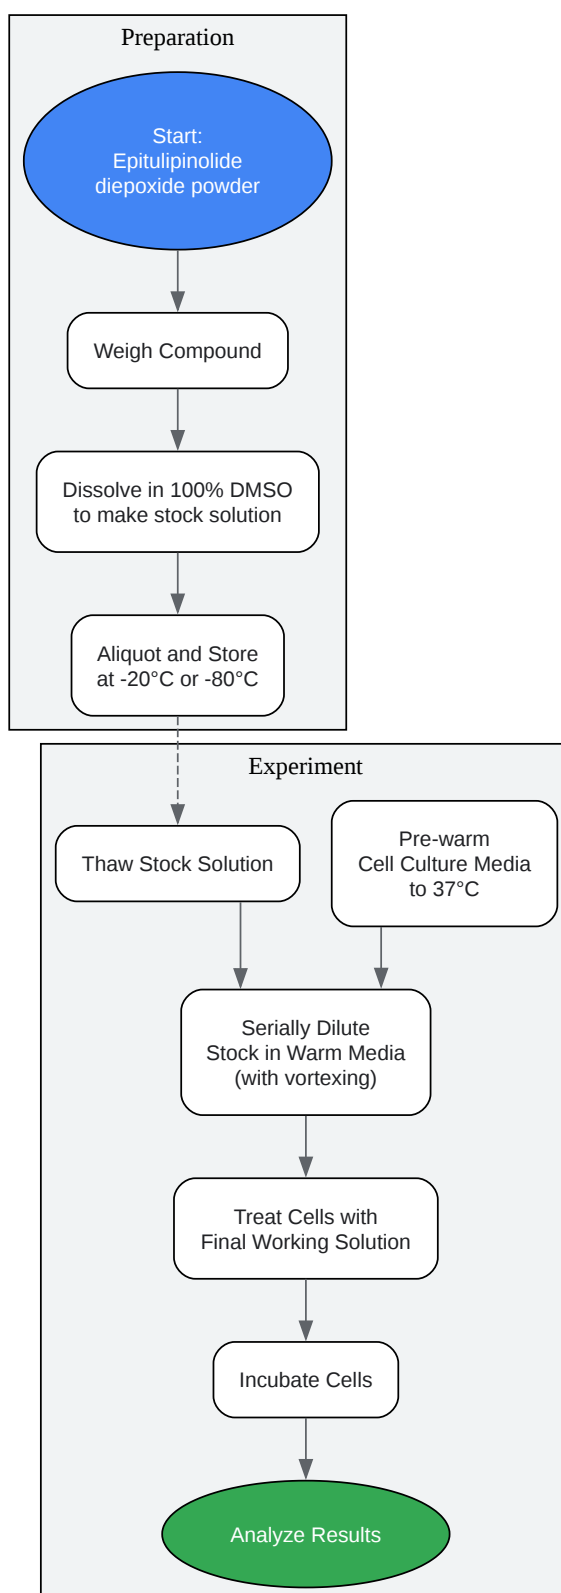 Preparation
Start:
Epitulipinolide
diepoxide powder
Weigh Compound
Dissolve in 100% DMSO
to make stock solution
Aliquot and Store
at -20°C or -80°C
Experiment
Thaw Stock Solution
Pre-warm
Cell Culture Media
to 37°C
Serially Dilute
Stock in Warm Media
(with vortexing)
Treat Cells with
Final Working Solution
Incubate Cells
Analyze Results